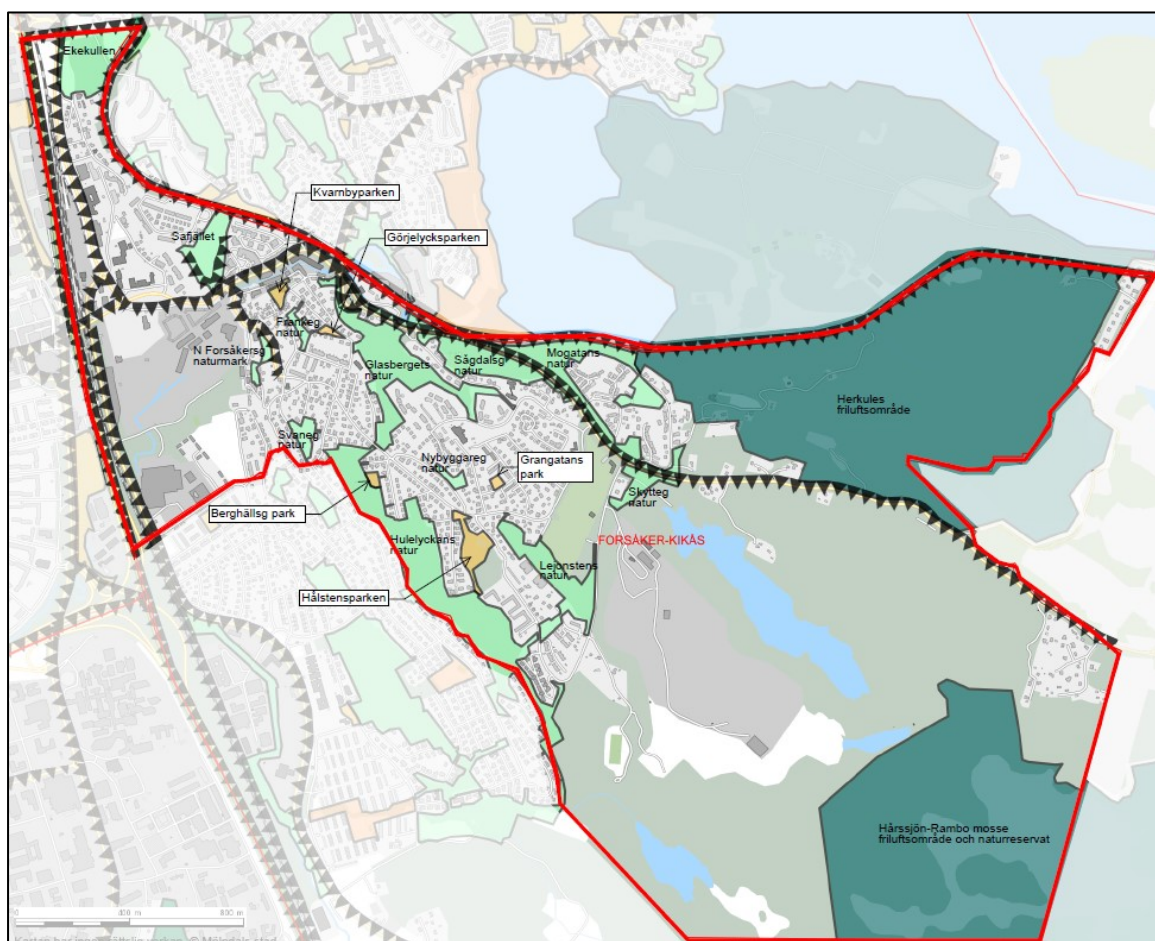 Ekekullen
Kvarnbyparken
Görjelycksparken
Safjället
Frankeg
natur
N Forsåkersg
naturmark
Glasbergets
natur
Sågdalsg
natur
Mogatans
natur
Herkules
friluftsområde
Svaneg
natur
Nybyggareg
natur
Grangatans
park
Skytteg
natur
Berghällsg park
Hulelyckans
natur
FORSÅKER-KIKÅS
Lejonstens
natur
Hålstensparken
Hårssjön-Rambo mosse
friluftsområde och naturreservat
0 400 m 800 m